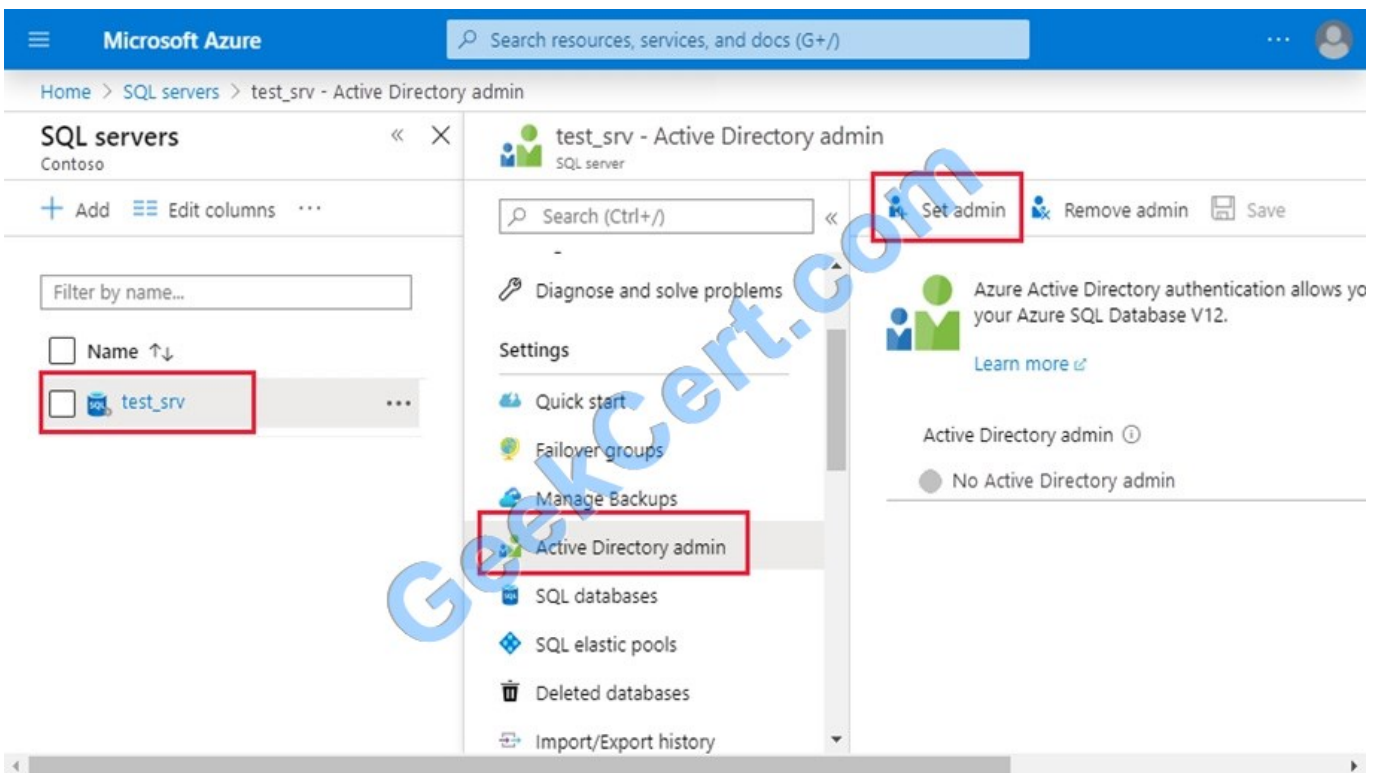 Microsoft Azure
Search resources, services, and docs (G+/)
Home > SQL servers > test_srv - Active Directory admin
SQL servers
Contoso
test_srv - Active Directory admin
SQL server
Add
Edit columns
Search (Ctrl+/)
Set admin
Remove admin
Save
Filter by name...
Name
test_srv
Diagnose and solve problems
Settings
Quick start
Failover groups
Manage Backups
Active Directory admin
SQL databases
SQL elastic pools
Deleted databases
Import/Export history
Azure Active Directory authentication allows yo
your Azure SQL Database V12.
Learn more
Active Directory admin
No Active Directory admin
GeekCert.com